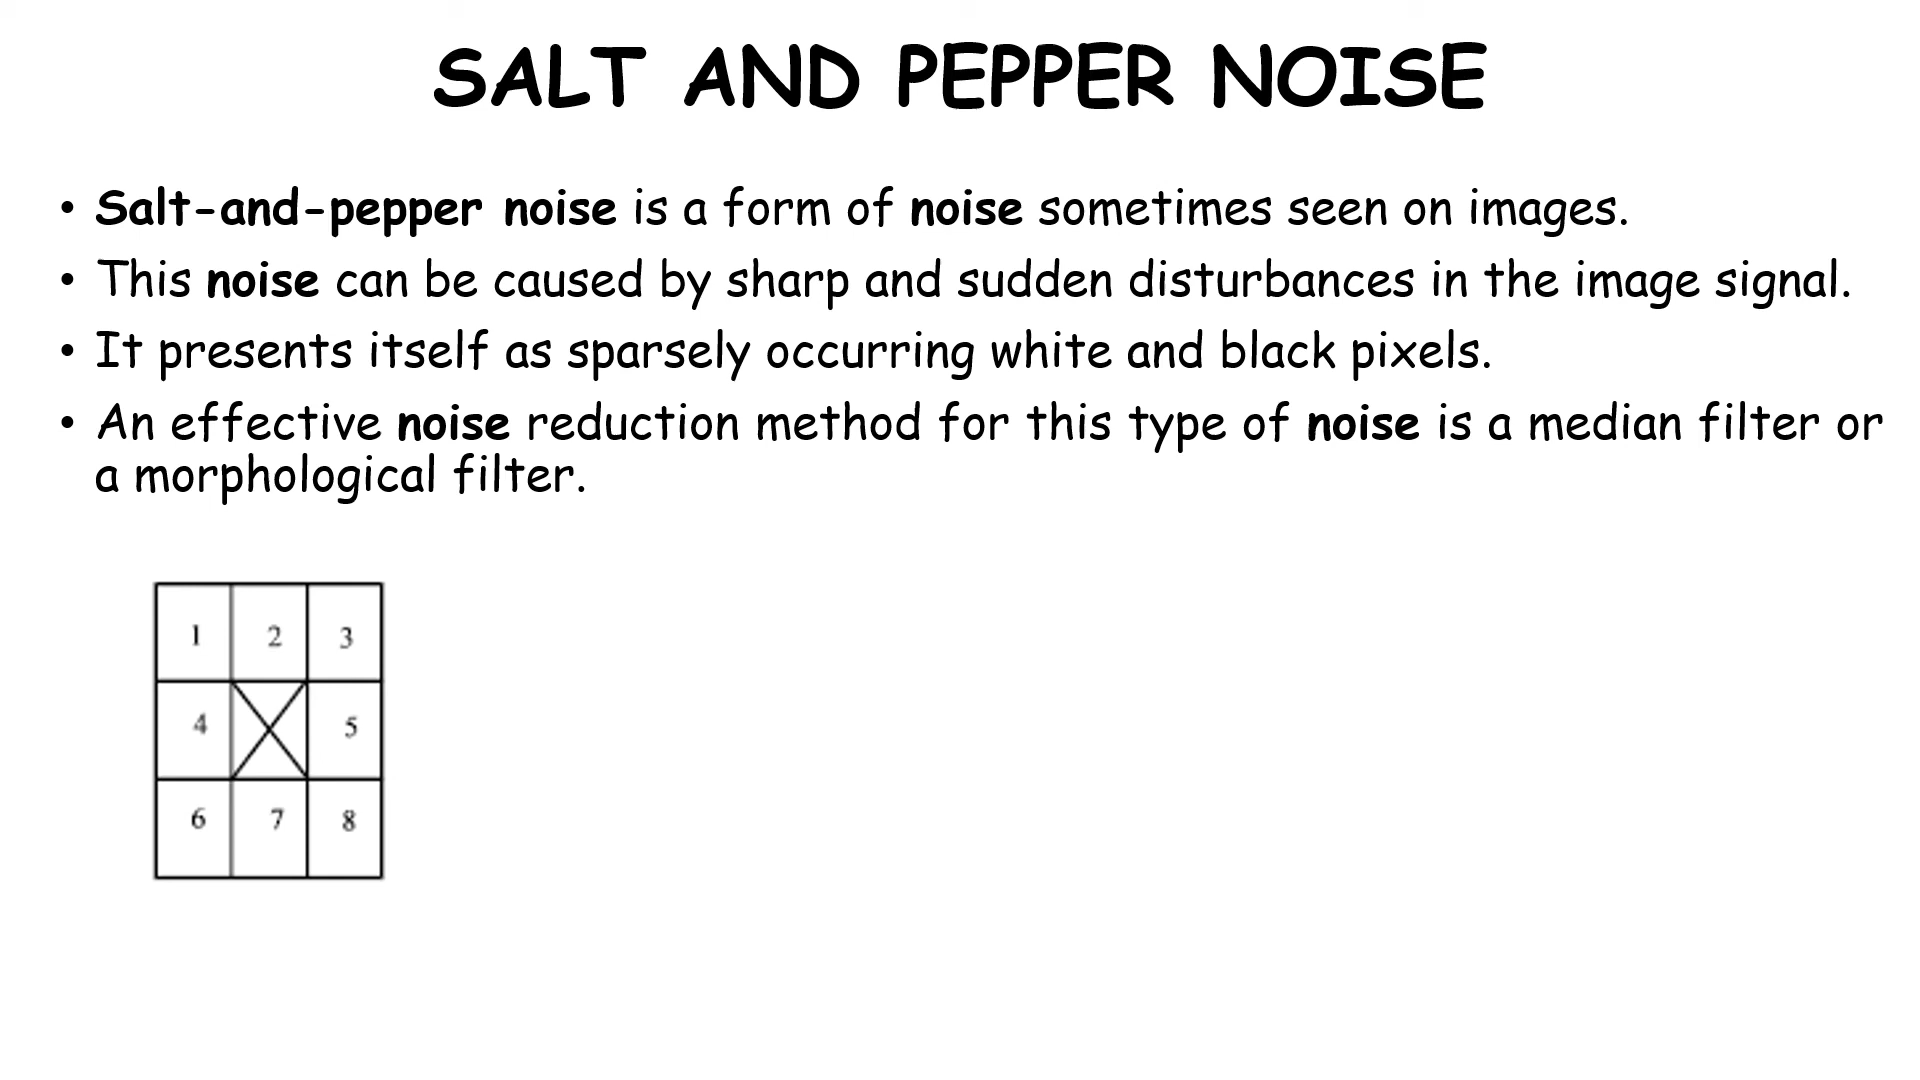 SALT AND PEPPER NOISE
• Salt-and-pepper noise is a form of noise sometimes seen on images.
• This noise can be caused by sharp and sudden disturbances in the image signal.
• It presents itself as sparsely occurring white and black pixels.
• An effective noise reduction method for this type of noise is a median filter or
a morphological filter.
1 2 3
4 5
6 7 8